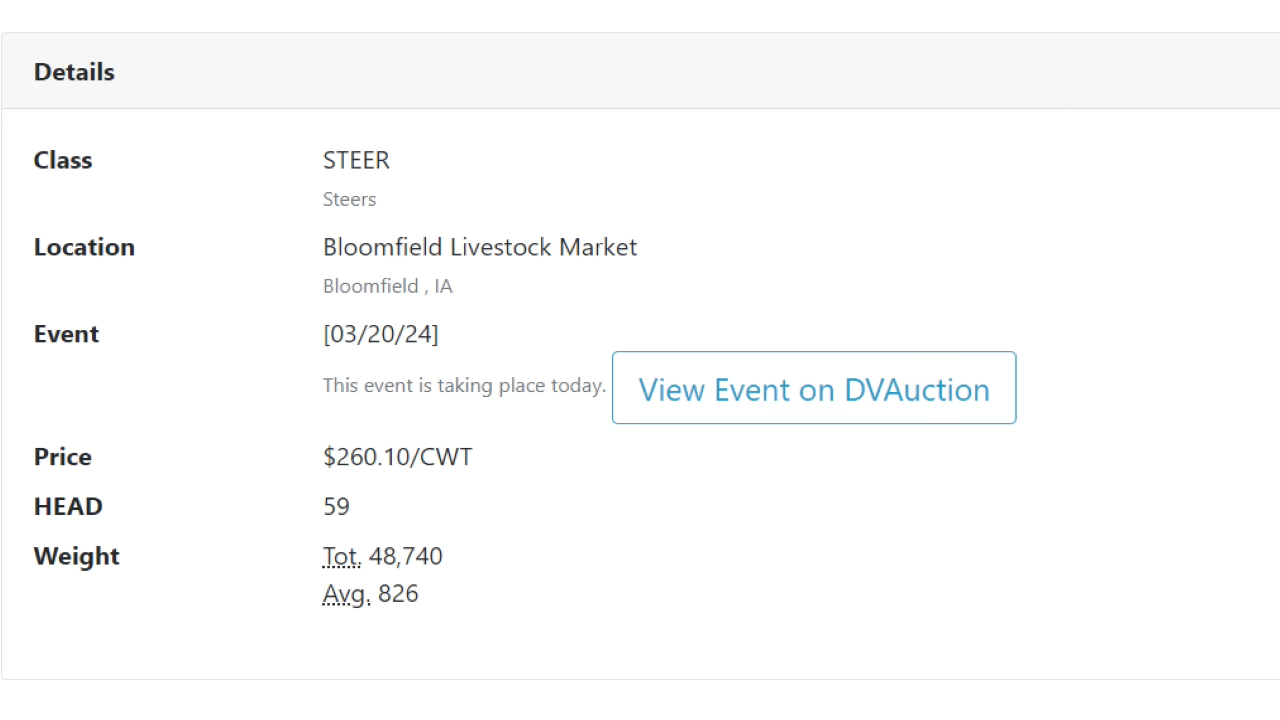 Details
Class STEER
Steers
Location Bloomfield Livestock Market
Bloomfield , IA
Event [03/20/24]
This event is taking place today. View Event on DVAuction
Price $260.10/CWT
HEAD 59
Weight Tot. 48,740
Avg. 826